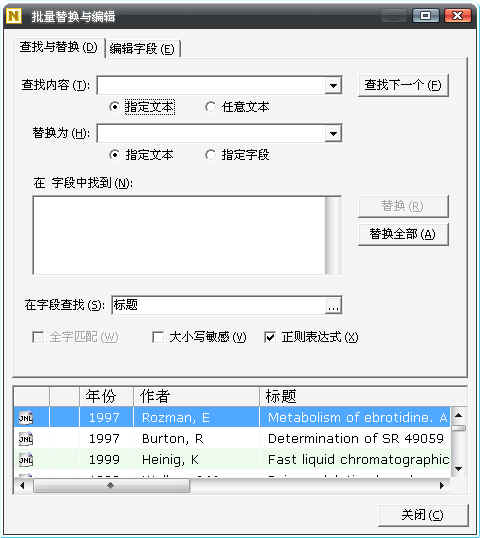 N 批量替换与编辑
查找与替换 (D) 编辑字段 (E)
查找内容 (T): 查找下一个 (F)
指定文本 任意文本
替换为 (H):
指定文本 指定字段
在 字段中找到 (N):
替换 (R)
替换全部 (A)
在字段查找 (S): 标题 ...
全字匹配 (W) 大小写敏感 (V) 正则表达式 (X)
年份 作者 标题
JNL 1997 Rozman, E Metabolism of ebrotidine. A
JNL 1997 Burton, R Determination of SR 49059
JNL 1999 Heinig, K Fast liquid chromatographic
关闭 (C)